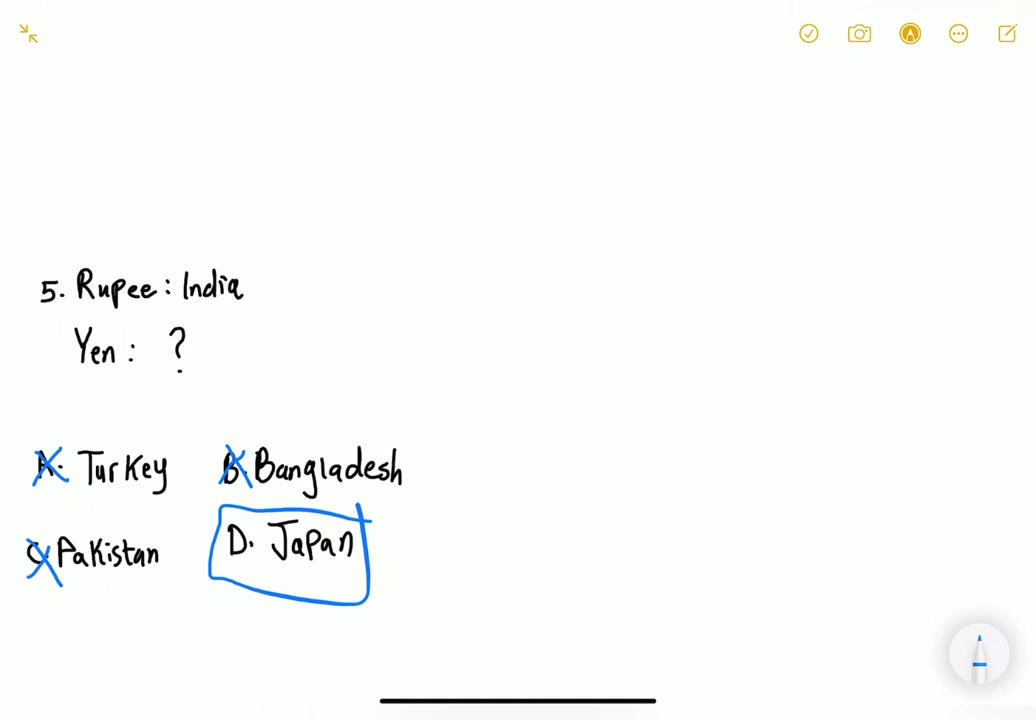 5. Rupee: India
Yen: ?
A. Turkey B. Bangladesh
C. Pakistan D. Japan